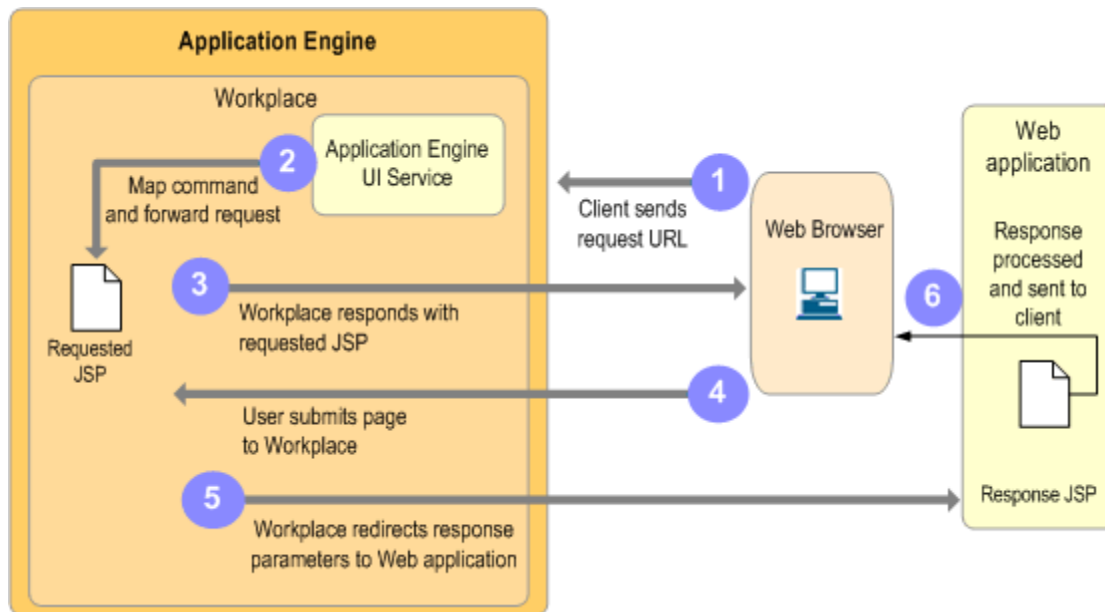 Application Engine
Workplace
Application Engine
UI Service
2
Map command
and forward request
Requested
JSP
1
Client sends
request URL
Web Browser
3
Workplace responds with
requested JSP
4
User submits page
to Workplace
5
Workplace redirects response
parameters to Web application
Web
application
Response
processed
and sent to
client
6
Response JSP